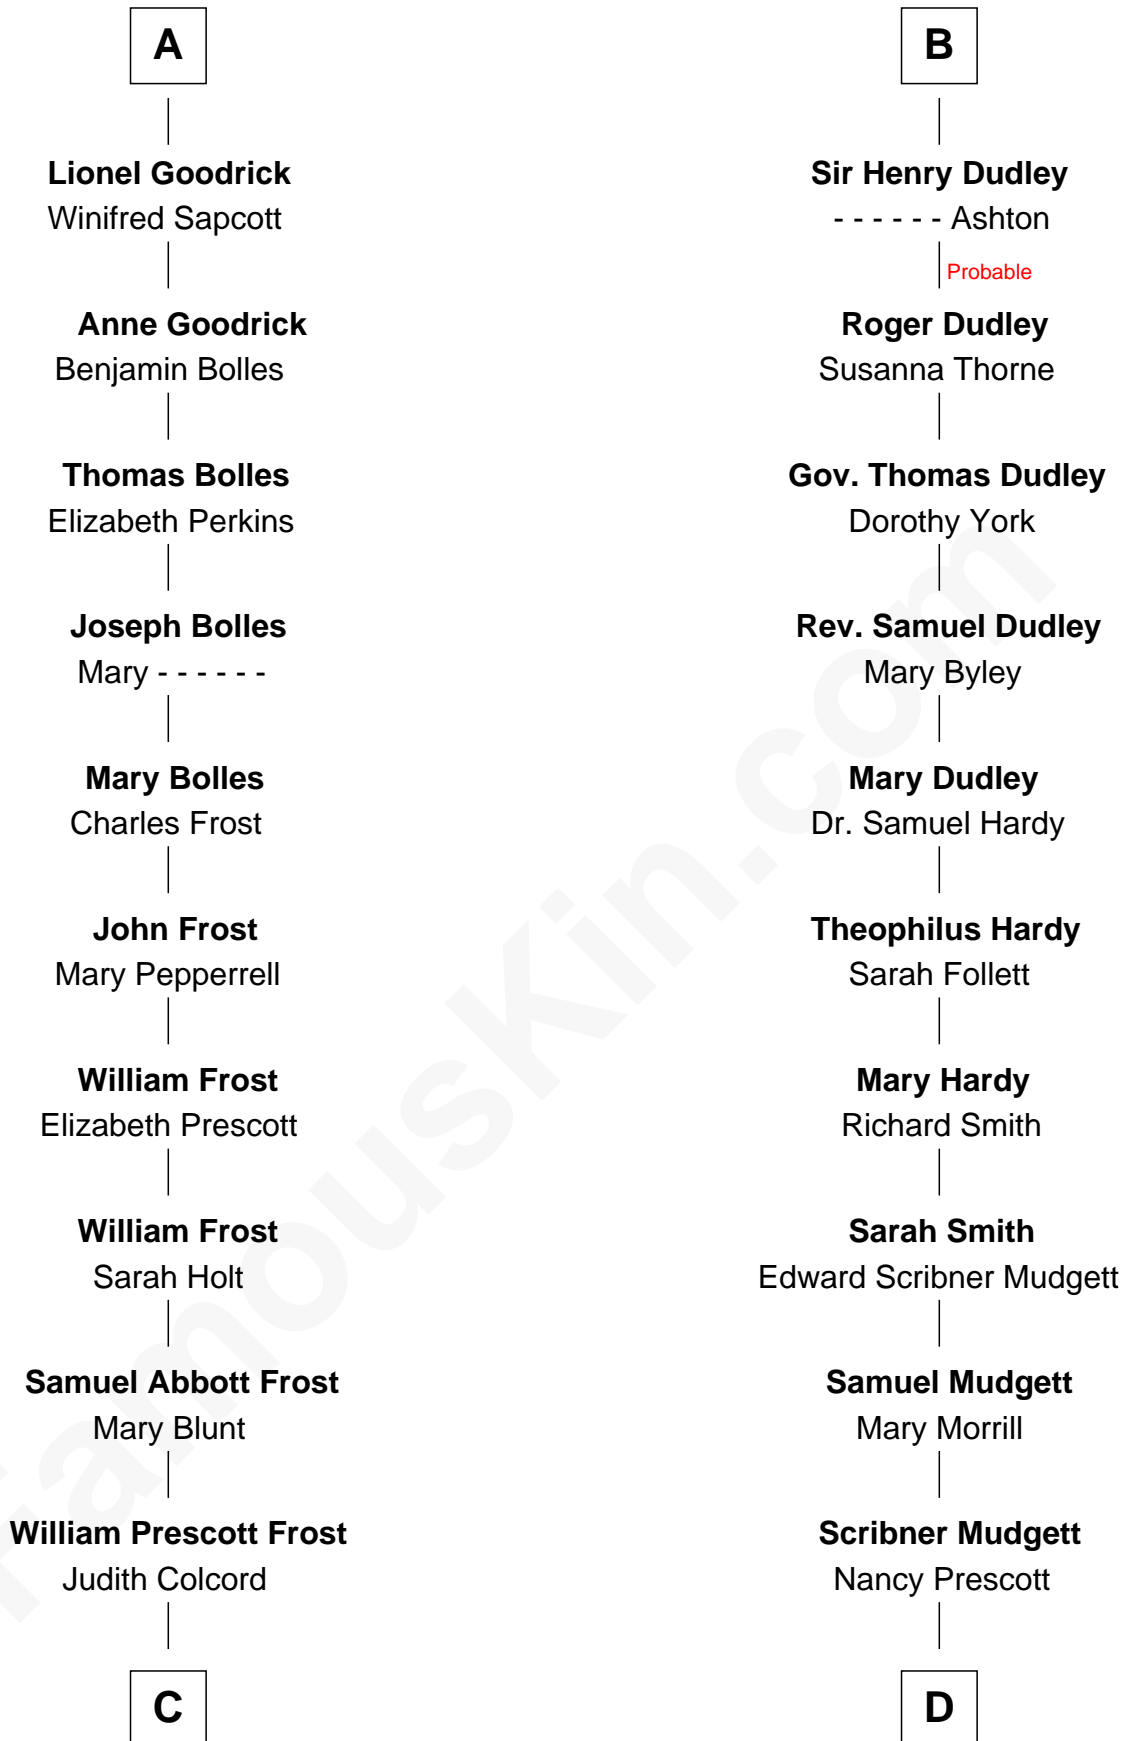 A
Lionel Goodrick
Winifred Sapcott
Anne Goodrick
Benjamin Bolles
Thomas Bolles
Elizabeth Perkins
Joseph Bolles
Mary - - - - - -
Mary Bolles
Charles Frost
John Frost
Mary Pepperrell
William Frost
Elizabeth Prescott
William Frost
Sarah Holt
Samuel Abbott Frost
Mary Blunt
William Prescott Frost
Judith Colcord
C
B
Sir Henry Dudley
- - - - - - Ashton
Probable
Roger Dudley
Susanna Thorne
Gov. Thomas Dudley
Dorothy York
Rev. Samuel Dudley
Mary Byley
Mary Dudley
Dr. Samuel Hardy
Theophilus Hardy
Sarah Follett
Mary Hardy
Richard Smith
Sarah Smith
Edward Scribner Mudgett
Samuel Mudgett
Mary Morrill
Scribner Mudgett
Nancy Prescott
D
FamousKin.com